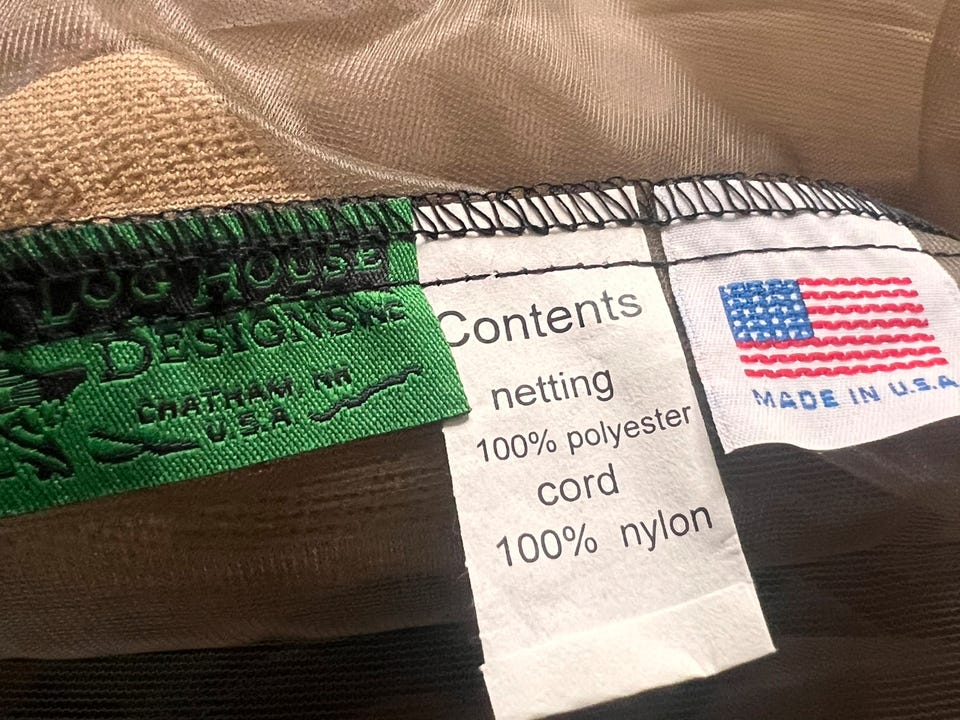 LOG HOUSE
DESIGNS INC
CHATHAM, NH
U.S.A.
Contents
netting
100% polyester
cord
100% nylon
MADE IN U.S.A